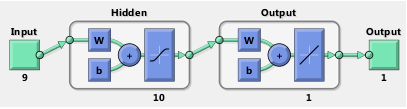 Hidden Output
Input Output
W + W +
b b
9 10 1 1